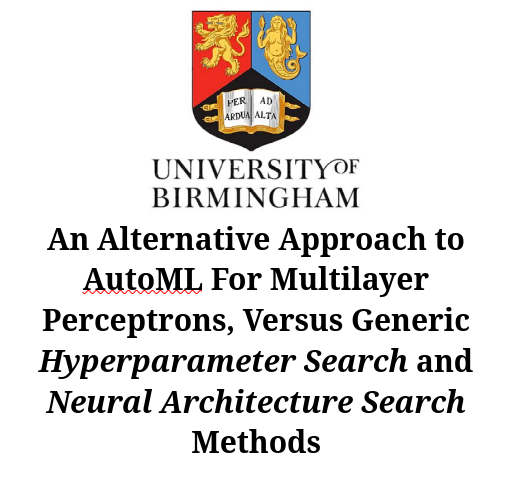 PER AD
ARDUA ALTA
UNIVERSITY OF
BIRMINGHAM
An Alternative Approach to
AutoML For Multilayer
Perceptrons, Versus Generic
Hyperparameter Search and
Neural Architecture Search
Methods